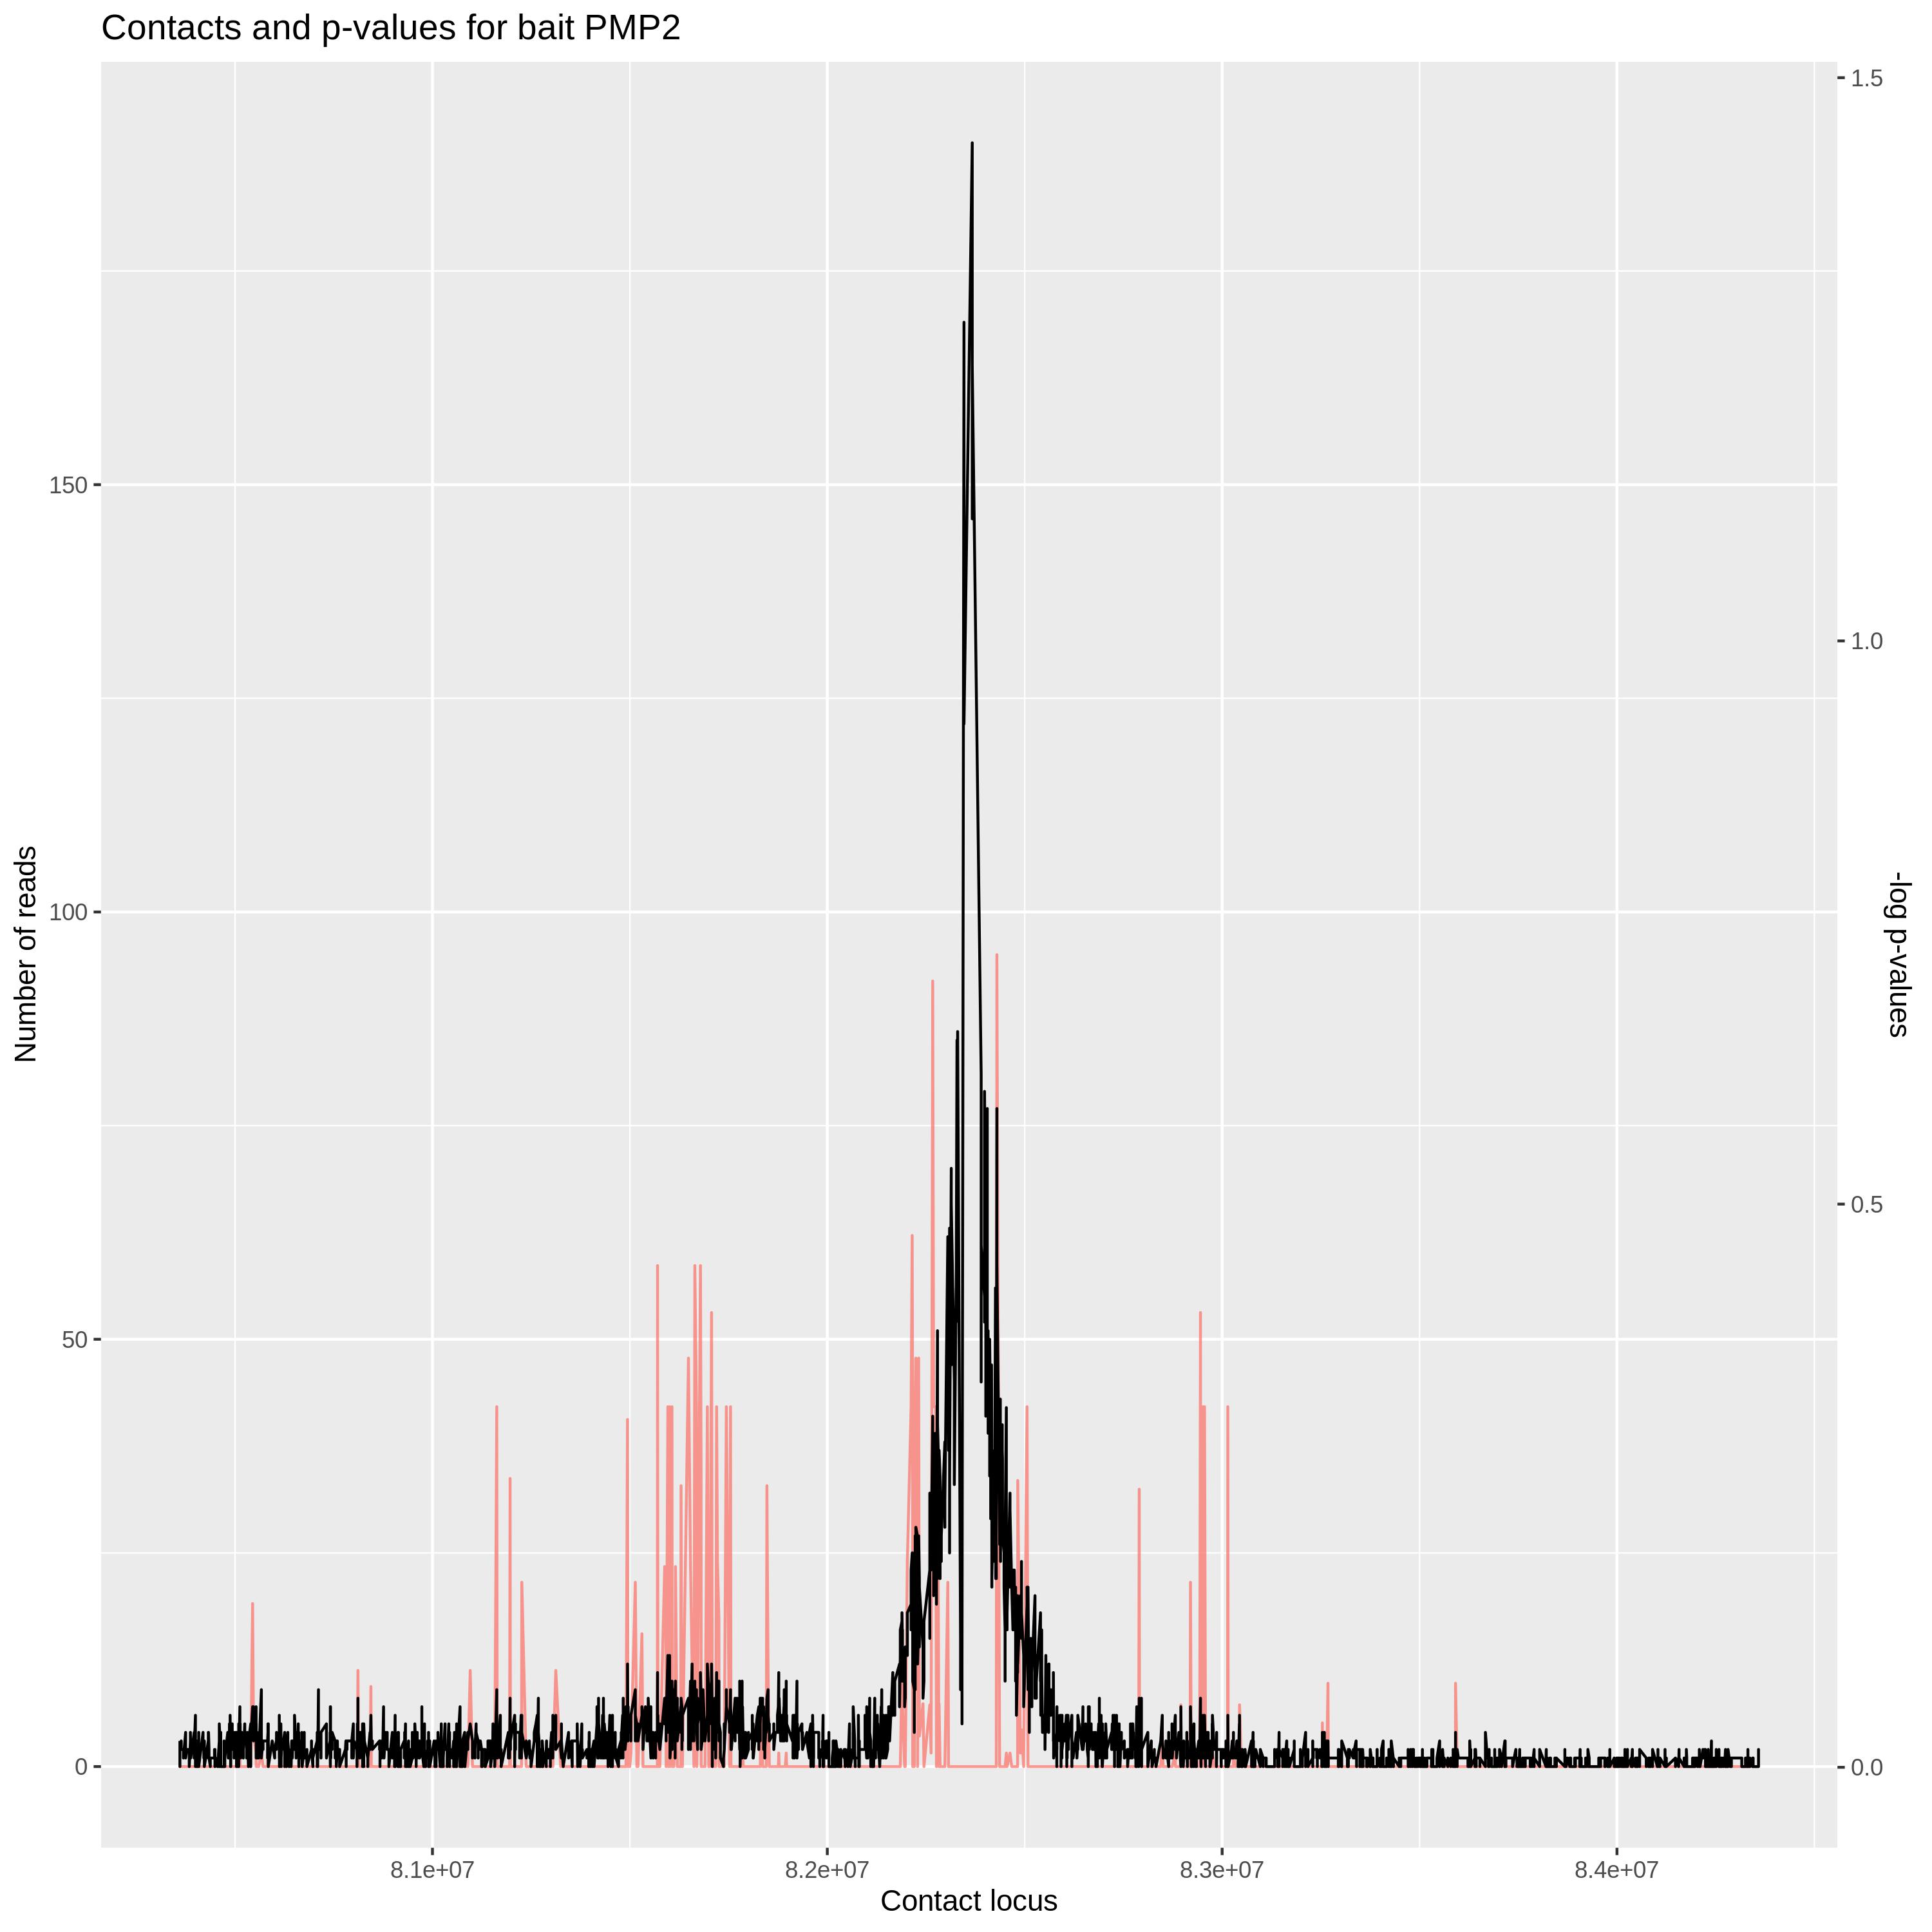 Contacts and p-values for bait PMP2
Number of reads
150
100
50
0
1.5
1.0
0.5
0.0
-log p-values
8.1e+07
8.2e+07
8.3e+07
8.4e+07
Contact locus